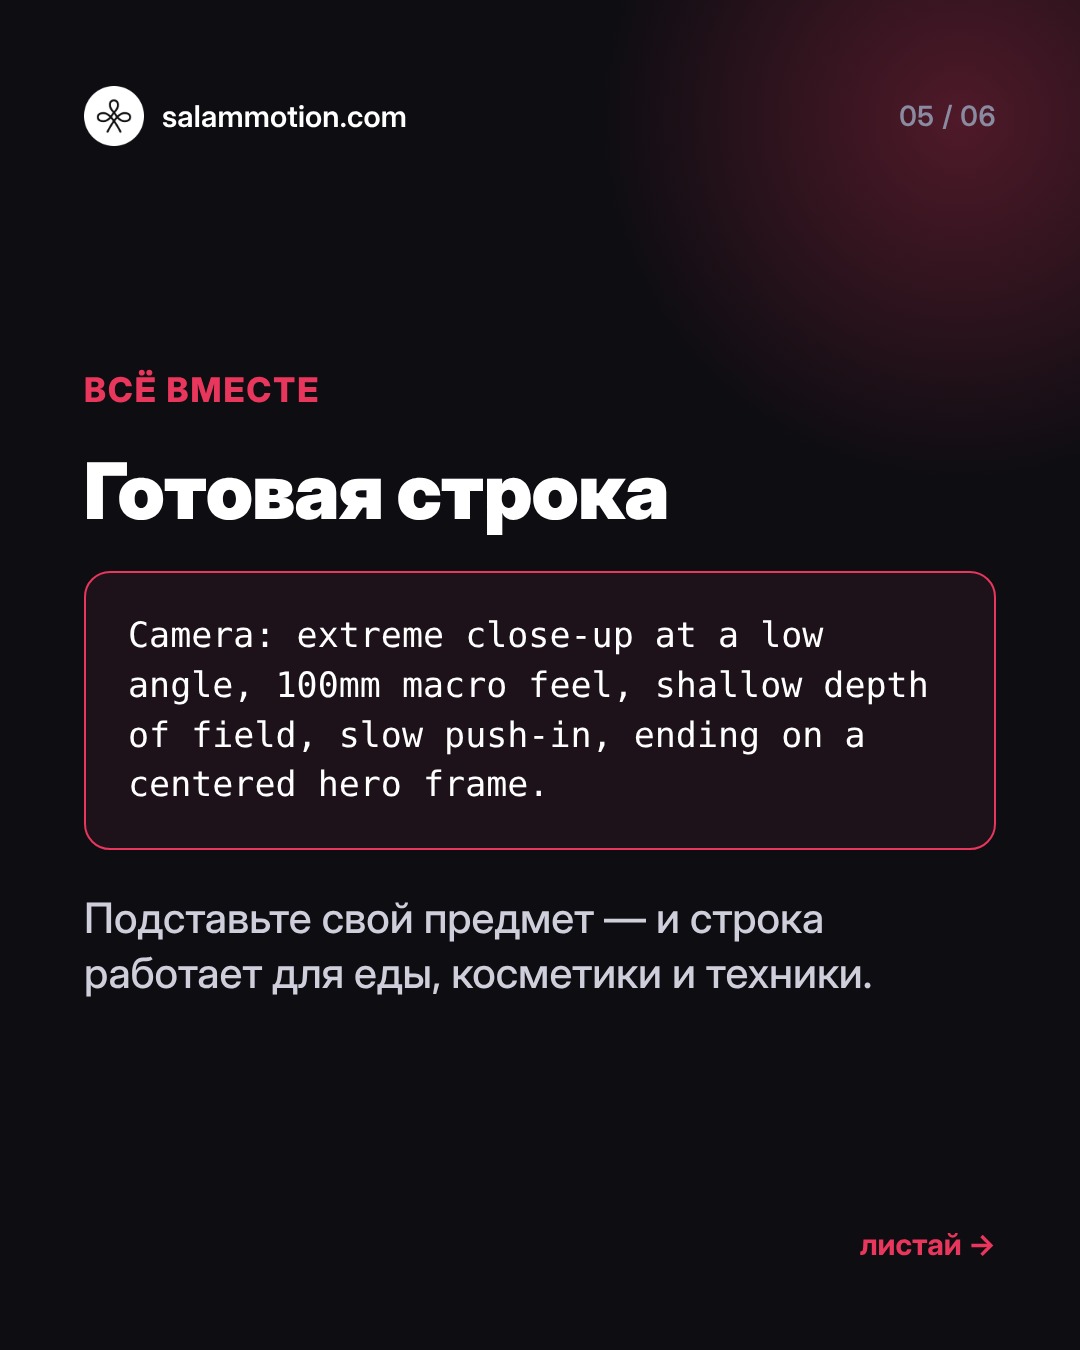 salammotion.com
05 / 06
ВСЁ ВМЕСТЕ
Готовая строка
Camera: extreme close-up at a low
angle, 100mm macro feel, shallow depth
of field, slow push-in, ending on a
centered hero frame.
Подставьте свой предмет — и строка
работает для еды, косметики и техники.
листай →